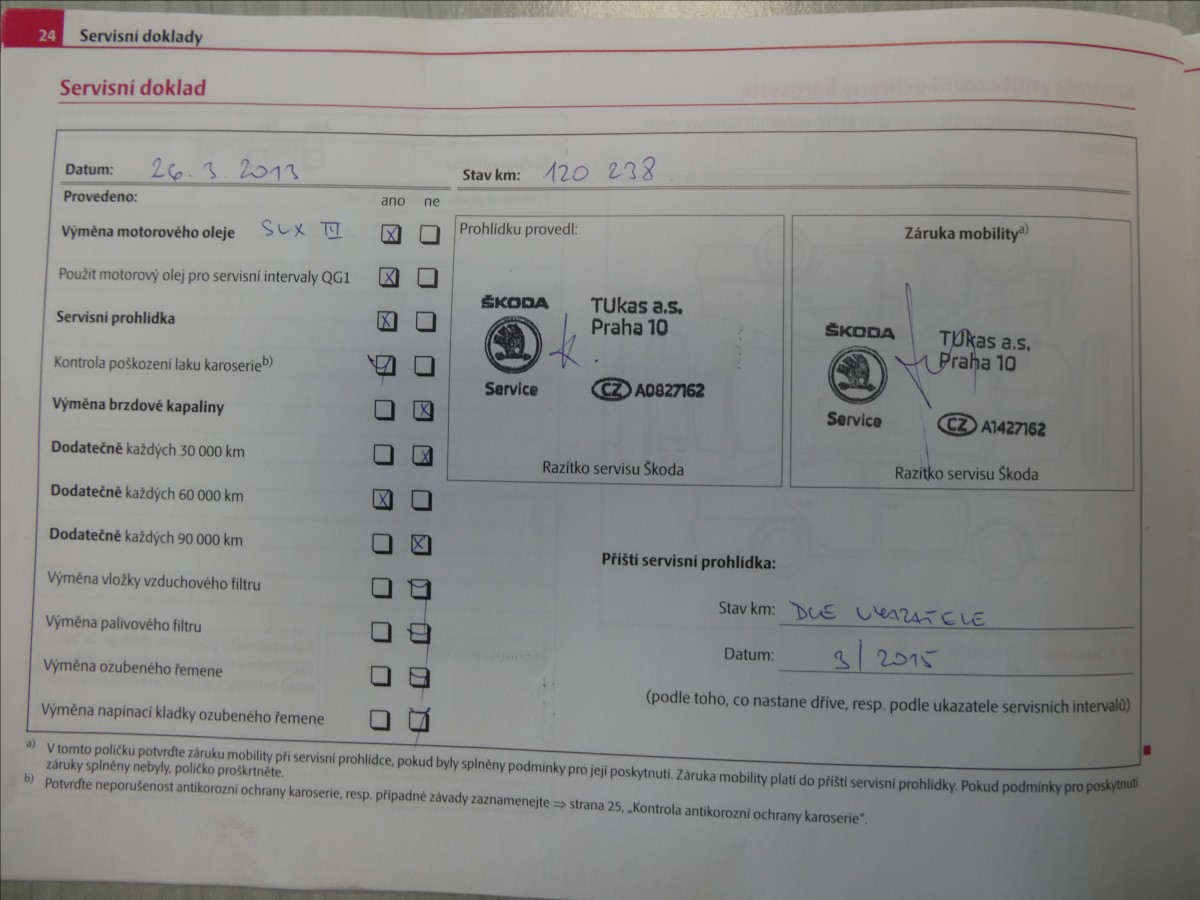 24 Servisní doklady
Servisní doklad
Datum: 26. 3. 2013 Stav km: 120 238
Provedeno: ano ne
Výměna motorového oleje SLX III
Použit motorový olej pro servisní intervaly QG1
Servisní prohlídka
Kontrola poškození laku karoserie b)
Výměna brzdové kapaliny
Dodatečně každých 30 000 km
Dodatečně každých 60 000 km
Dodatečně každých 90 000 km
Výměna vložky vzduchového filtru
Výměna palivového filtru
Výměna ozubeného řemene
Výměna napínací kladky ozubeného řemene
Prohlídku provedl:
ŠKODA
Service
TUkas a.s.
Praha 10
CZ A0827162
Razítko servisu Škoda
Záruka mobility a)
ŠKODA
Service
TUkas a.s.
Praha 10
CZ A1427162
Razítko servisu Škoda
Příští servisní prohlídka:
Stav km: DLE UKAZATELE
Datum: 3/2015
(podle toho, co nastane dříve, resp. podle ukazatele servisních intervalů)
a) V tomto políčku potvrďte záruku mobility při servisní prohlídce, pokud byly splněny podmínky pro její poskytnutí. Záruka mobility platí do příští servisní prohlídky. Pokud podmínky pro poskytnutí
záruky splněny nebyly, políčko proškrtněte.
b) Potvrďte neporušenost antikorozní ochrany karoserie, resp. případné závady zaznamenejte ⇒ strana 25, „Kontrola antikorozní ochrany karoserie“.